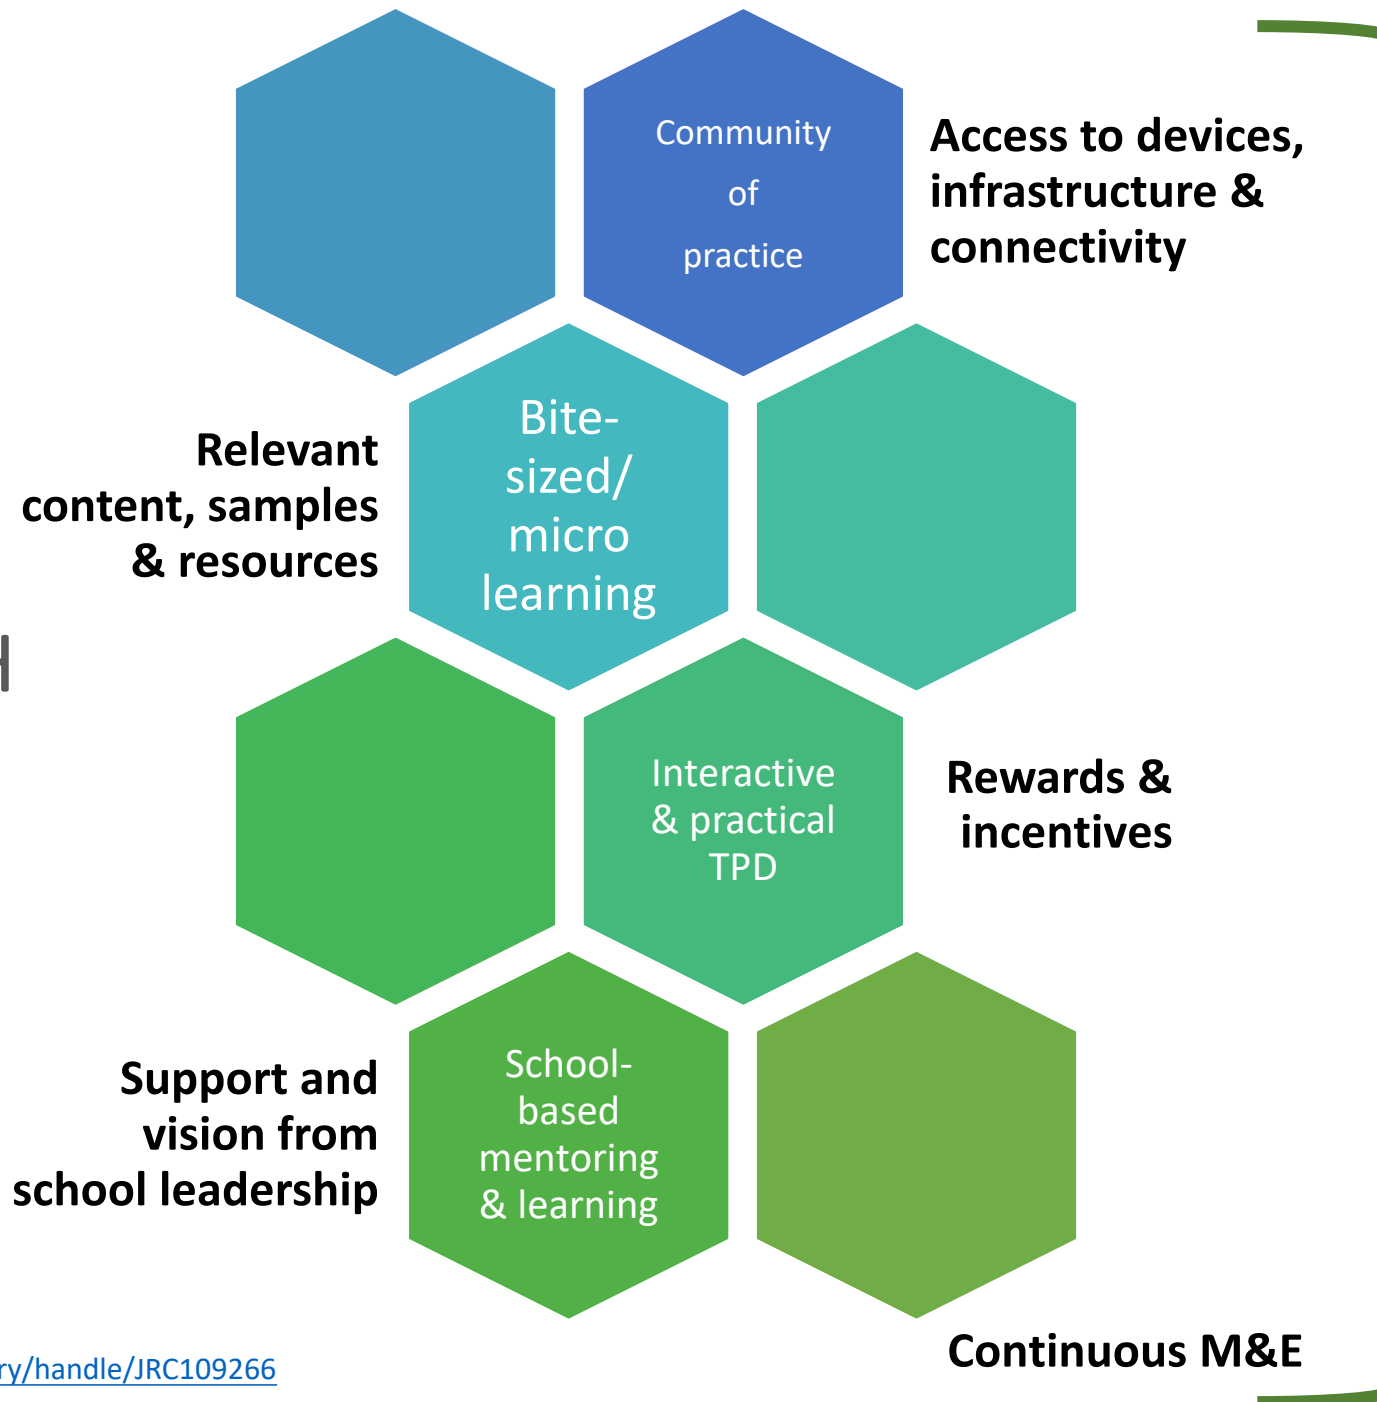 Community
of
practice
Access to devices,
infrastructure &
connectivity
Bite-
sized/
micro
learning
Relevant
content, samples
& resources
Interactive
& practical
TPD
Rewards &
incentives
School-
based
mentoring
& learning
Support and
vision from
school leadership
Continuous M&E
ry/handle/JRC109266